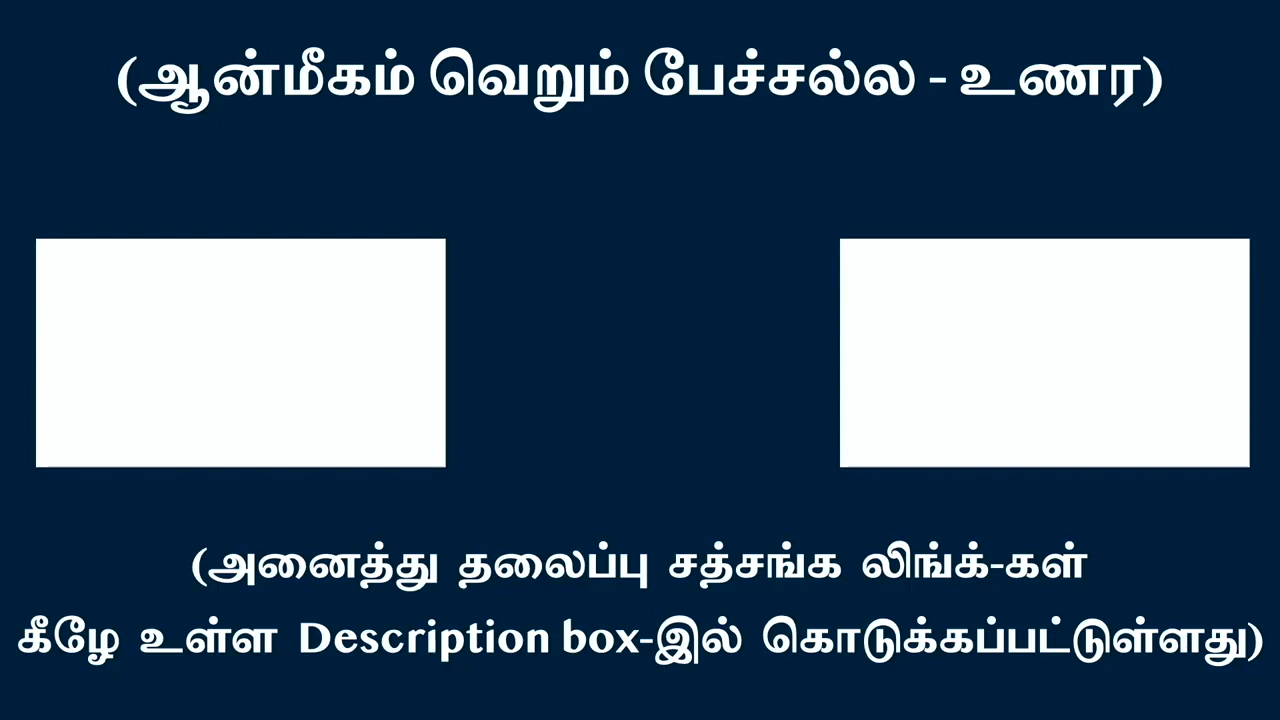 (ஆன்மீகம் வெறும் பேச்சல்ல - உணர)
(அனைத்து தலைப்பு சத்சங்க லிங்க்-கள்
கீழே உள்ள Description box-இல் கொடுக்கப்பட்டுள்ளது)